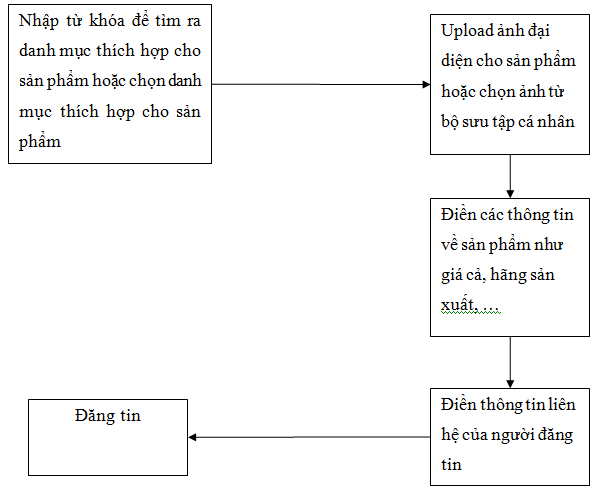 Nhập từ khóa để tìm ra
danh mục thích hợp cho
sản phẩm hoặc chọn danh
mục thích hợp cho sản
phẩm
Upload ảnh đại
diện cho sản phẩm
hoặc chọn ảnh từ
bộ sưu tập cá nhân
Điền các thông tin
về sản phẩm như
giá cả, hãng sản
xuất, …
Điền thông tin liên
hệ của người đăng
tin
Đăng tin